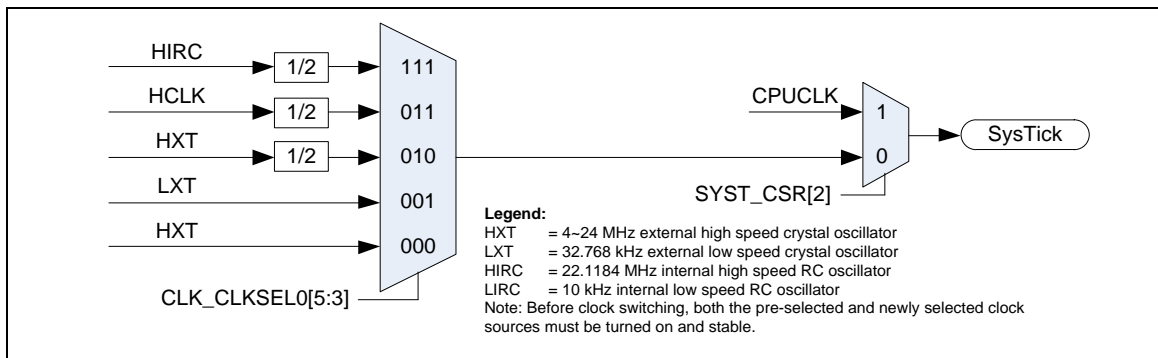 HIRC
1/2
111
HCLK
1/2
011
CPUCLK
1
HXT
1/2
010
0
SysTick
LXT
001
SYST_CSR[2]
HXT
000
CLK_CLKSEL0[5:3]
Legend:
HXT = 4~24 MHz external high speed crystal oscillator
LXT = 32.768 kHz external low speed crystal oscillator
HIRC = 22.1184 MHz internal high speed RC oscillator
LIRC = 10 kHz internal low speed RC oscillator
Note: Before clock switching, both the pre-selected and newly selected clock
sources must be turned on and stable.